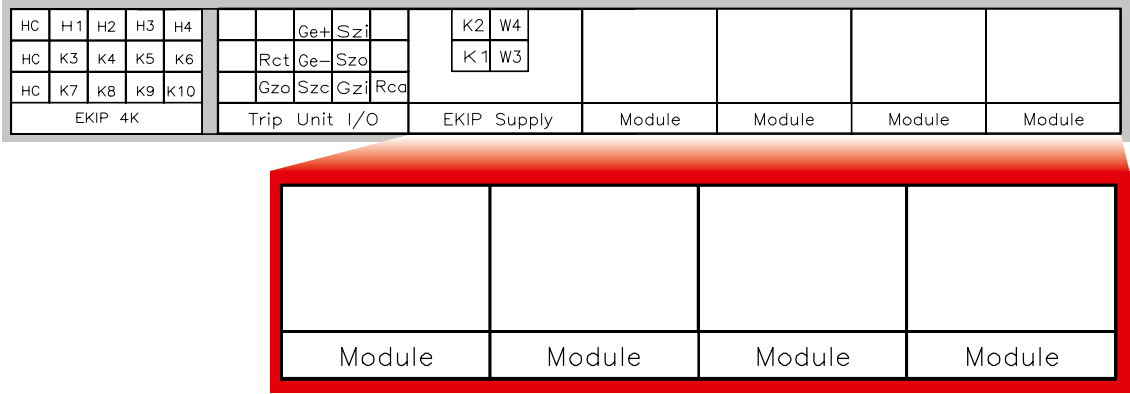 HC H1 H2 H3 H4 Ge+ Szi K2 W4
HC K3 K4 K5 K6 Rct Ge− Szo K1 W3
HC K7 K8 K9 K10 Gzo Szc Gzi Rca
EKIP 4K Trip Unit I/O EKIP Supply Module Module Module Module
Module Module Module Module